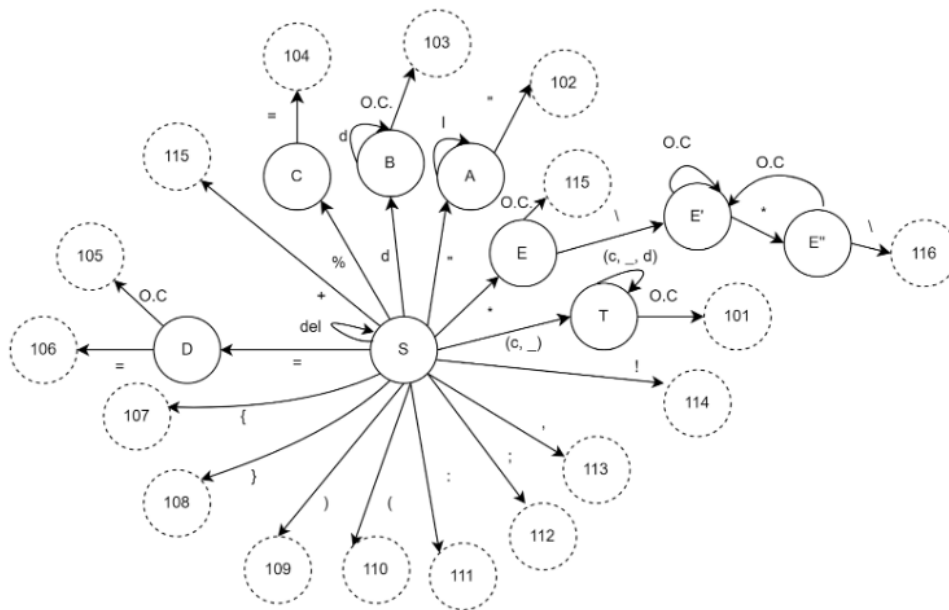 103
104
102
O.C.
"
=
d
l
O.C
115
B
O.C
C
A
115
O.C.
\
E'
*
E"
\
116
E
105
%
d
"
(c, _, d)
O.C
+
del
*
T
O.C
101
106
D
S
(c, _)
=
=
!
114
107
{
,
113
}
:
;
108
)
(
112
109
110
111